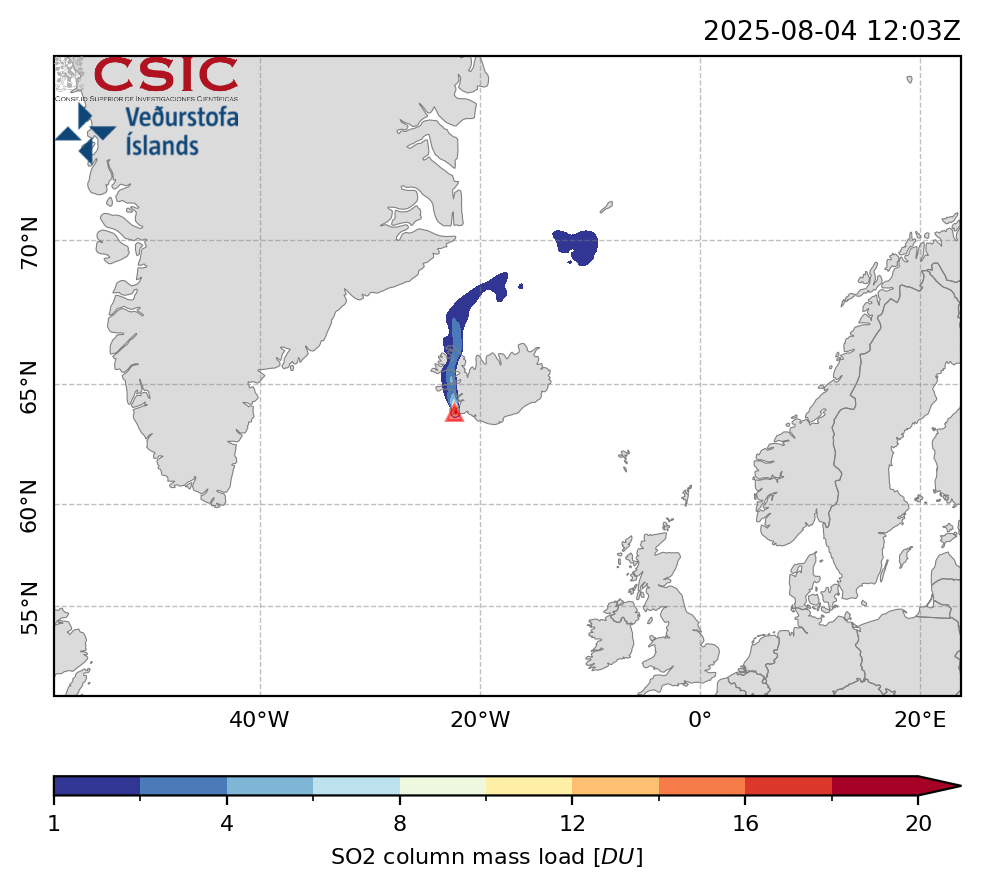 2025-08-04 12:03Z
CSIC
CONSEJO SUPERIOR DE INVESTIGACIONES CIENTÍFICAS
Veðurstofa
Íslands
70°N
65°N
60°N
55°N
40°W 20°W 0° 20°E
1 4 8 12 16 20
SO2 column mass load [DU]